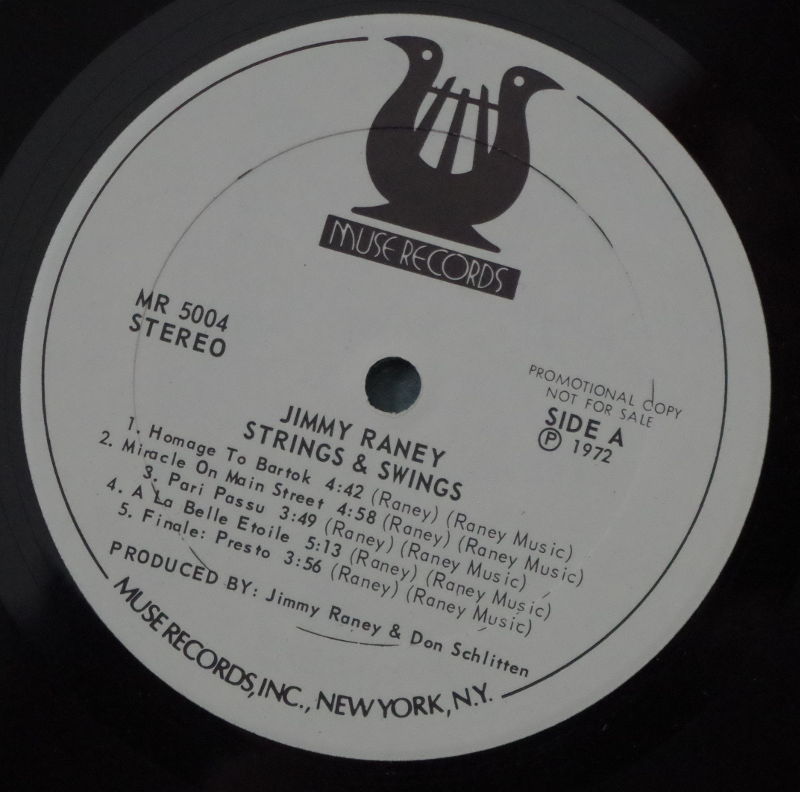 MUSE RECORDS
MR 5004
STEREO
PROMOTIONAL COPY
NOT FOR SALE
SIDE A
Ⓟ 1972
JIMMY RANEY
STRINGS & SWINGS
1. Homage To Bartok 4:42 (Raney) (Raney Music)
2. Miracle On Main Street 4:58 (Raney) (Raney Music)
3. Pari Passu 3:49 (Raney) (Raney Music)
4. A La Belle Etoile 5:13 (Raney) (Raney Music)
5. Finale: Presto 3:56 (Raney) (Raney Music)
PRODUCED BY: Jimmy Raney & Don Schlitten
MUSE RECORDS, INC., NEW YORK, N.Y.